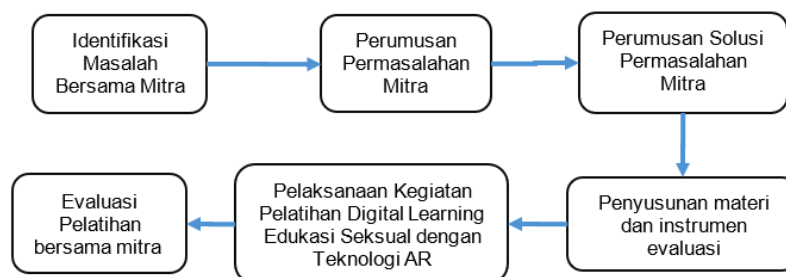 Identifikasi
Masalah
Bersama Mitra
Perumusan
Permasalahan
Mitra
Perumusan Solusi
Permasalahan
Mitra
Penyusunan materi
dan instrumen
evaluasi
Pelaksanaan Kegiatan
Pelatihan Digital Learning
Edukasi Seksual dengan
Teknologi AR
Evaluasi
Pelatihan
bersama mitra